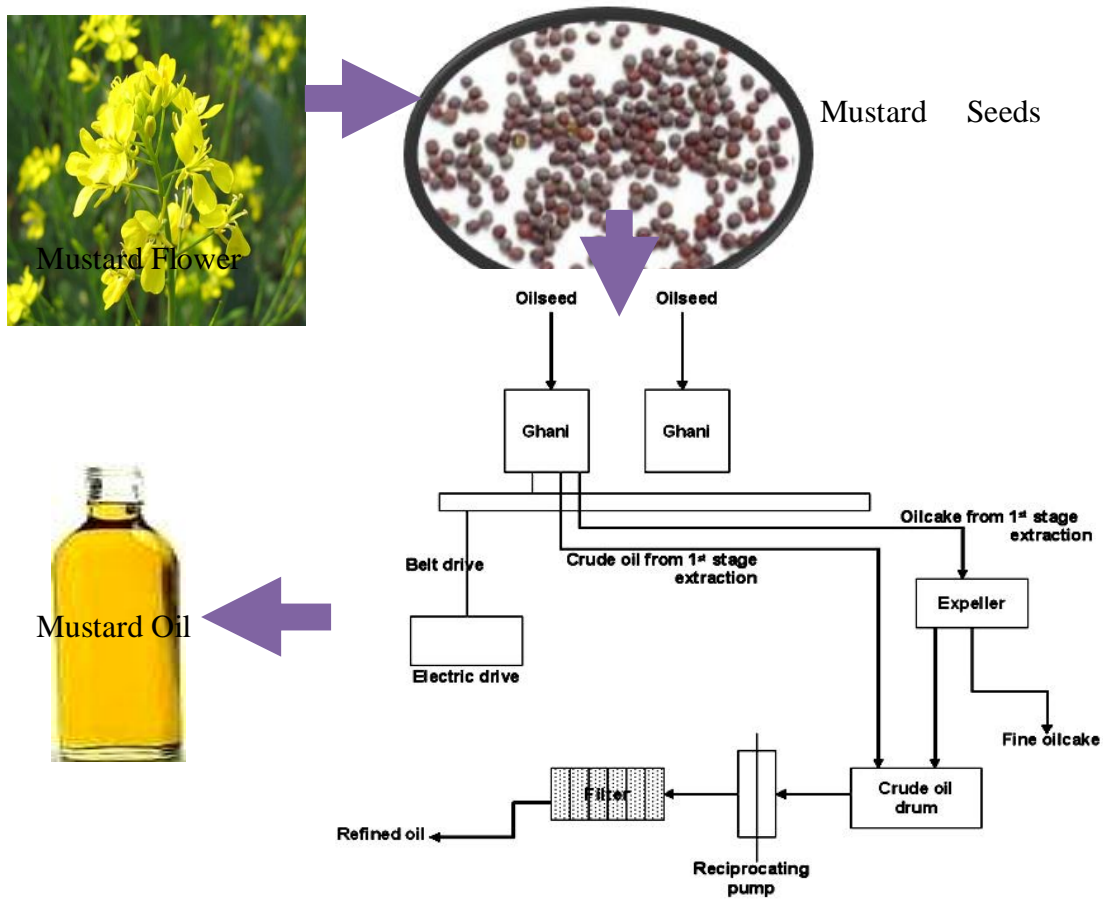 Mustard Seeds
Mustard Flower
Oilseed
Oilseed
Ghani
Ghani
Oilcake from 1st stage
extraction
Belt drive
Crude oil from 1st stage
extraction
Expeller
Mustard Oil
Electric drive
Fine oilcake
Filter
Crude oil
drum
Refined oil
Reciprocating
pump